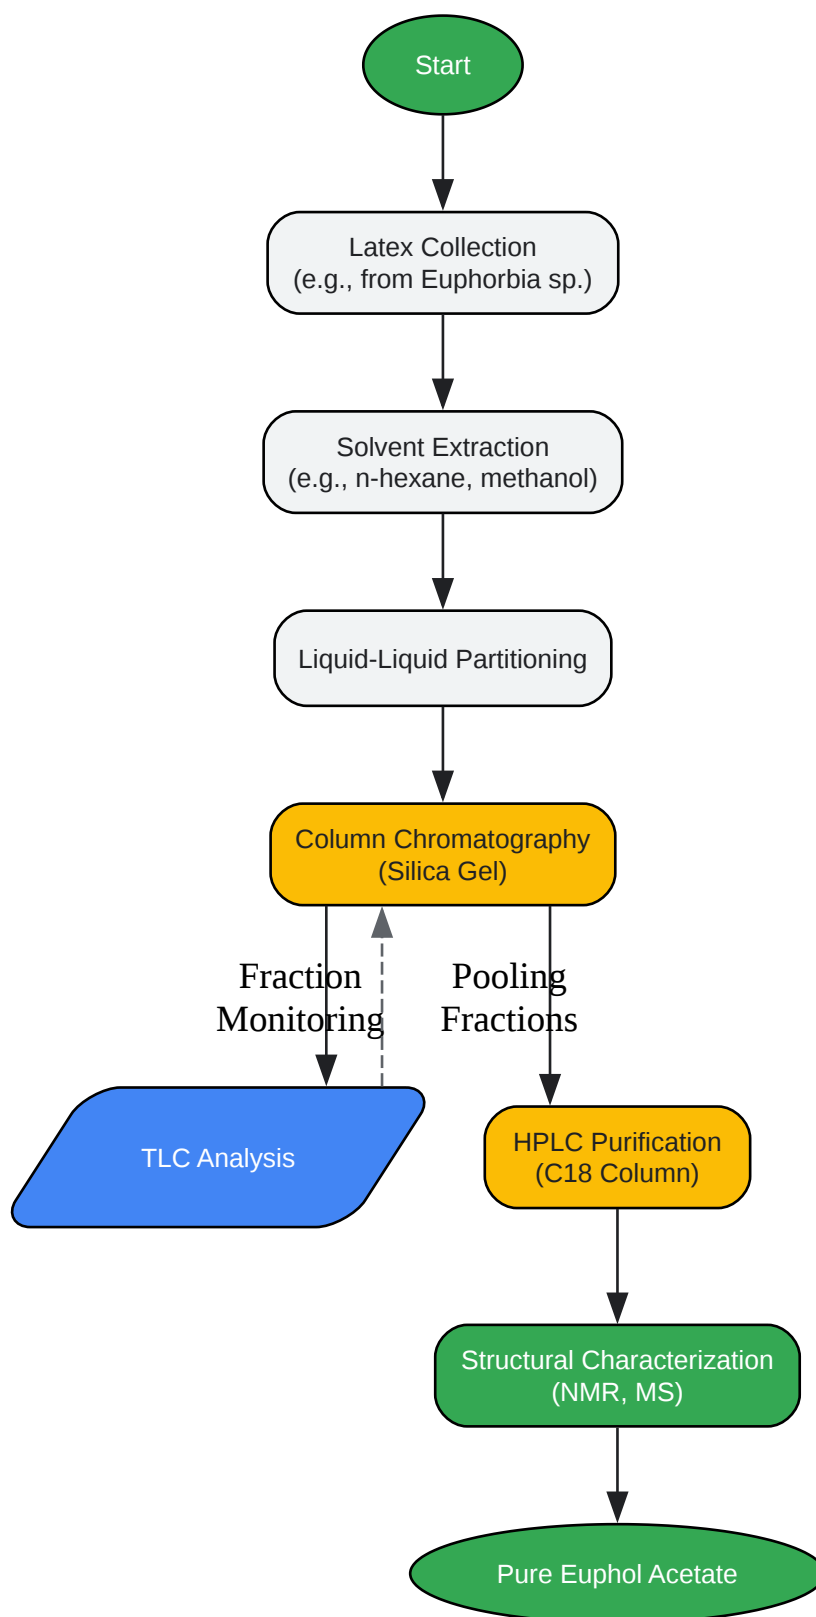 Start
Latex Collection
(e.g., from Euphorbia sp.)
Solvent Extraction
(e.g., n-hexane, methanol)
Liquid-Liquid Partitioning
Column Chromatography
(Silica Gel)
Fraction
Monitoring
Pooling
Fractions
TLC Analysis
HPLC Purification
(C18 Column)
Structural Characterization
(NMR, MS)
Pure Euphol Acetate